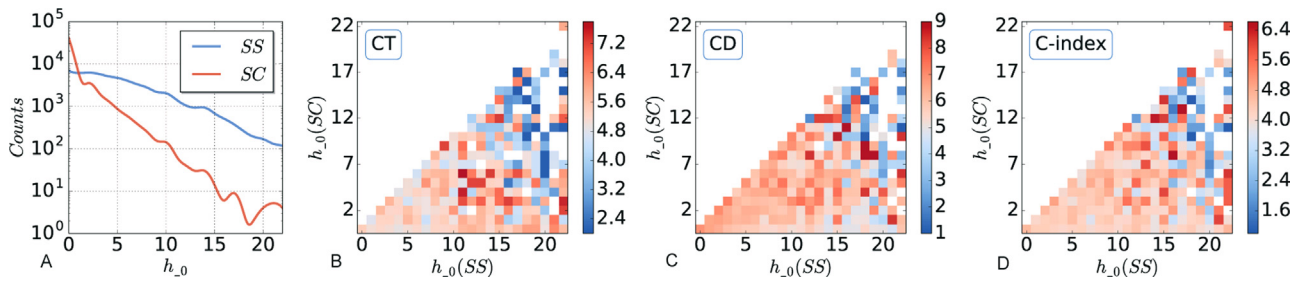 SS
SC
10^5
10^4
10^3
10^2
10^1
10^0
Counts
0 5 10 15 20
h_0
A
CT
22
17
12
7
2
h_0(SC)
0 5 10 15 20
h_0(SS)
B
7.2
6.4
5.6
4.8
4.0
3.2
2.4
CD
22
17
12
7
2
h_0(SC)
0 5 10 15 20
h_0(SS)
C
9
8
7
6
5
4
3
2
1
C-index
22
17
12
7
2
h_0(SC)
0 5 10 15 20
h_0(SS)
D
6.4
5.6
4.8
4.0
3.2
2.4
1.6